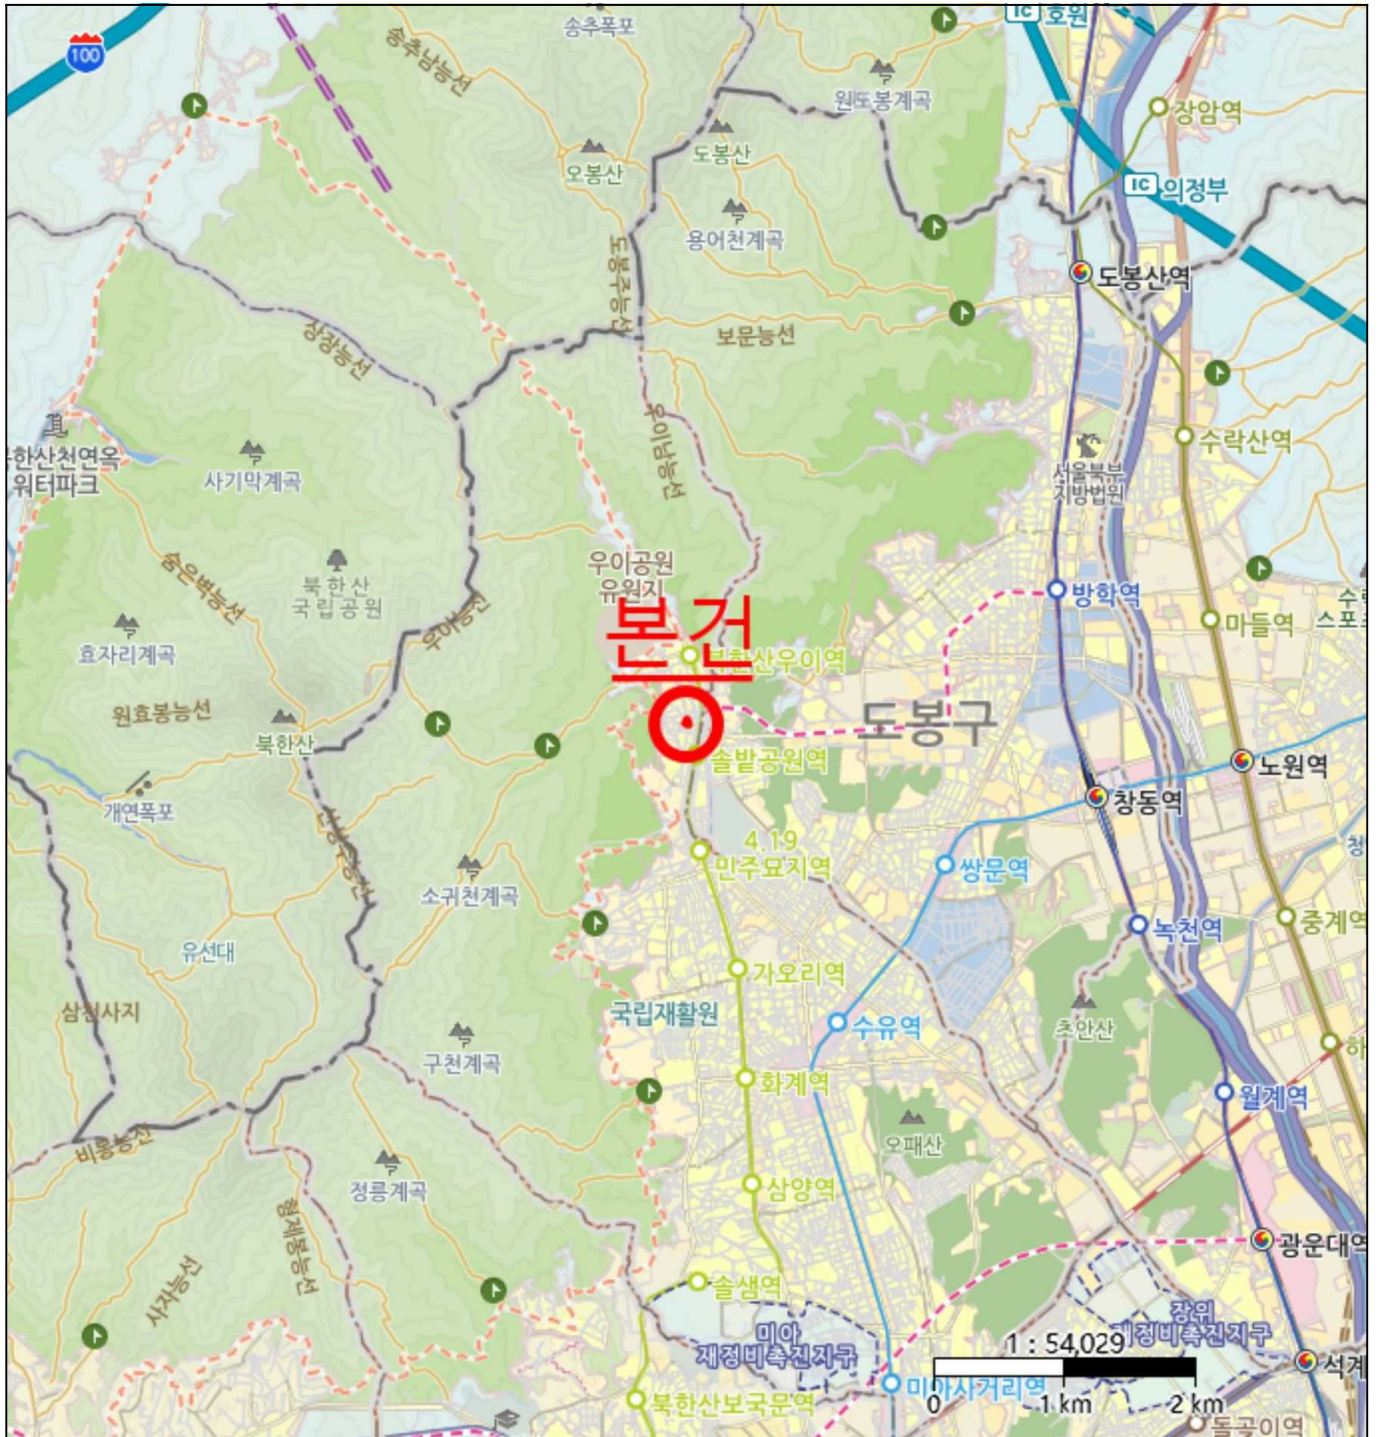 송추폭포
IC 호원
100
송추남능선
원도봉계곡
장암역
도봉산
오봉산
IC 의정부
용어천계곡
도봉주능선
도봉산역
보문능선
상장능선
우이남능선
수락산역
북한산천연옥
워터파크
사기막계곡
서울북부
지방법원
숨은벽능선
북한산
국립공원
우이공원
유원지
방학역
마들역
본건
북한산우이역
효자리계곡
원효봉능선
북한산
도봉구
솔밭공원역
노원역
개연폭포
창동역
4.19
민주묘지역
쌍문역
소귀천계곡
중계역
녹천역
유선대
가오리역
삼천사지
국립재활원
수유역
초안산
구천계곡
화계역
월계역
오패산
비봉능선
정릉계곡
삼양역
형제봉능선
광운대역
사자능선
솔샘역
미아
재정비촉진지구
장위
재정비촉진지구
1 : 54,029
석계
미아사거리역
북한산보국문역
0 1 km 2 km
돌곶이역